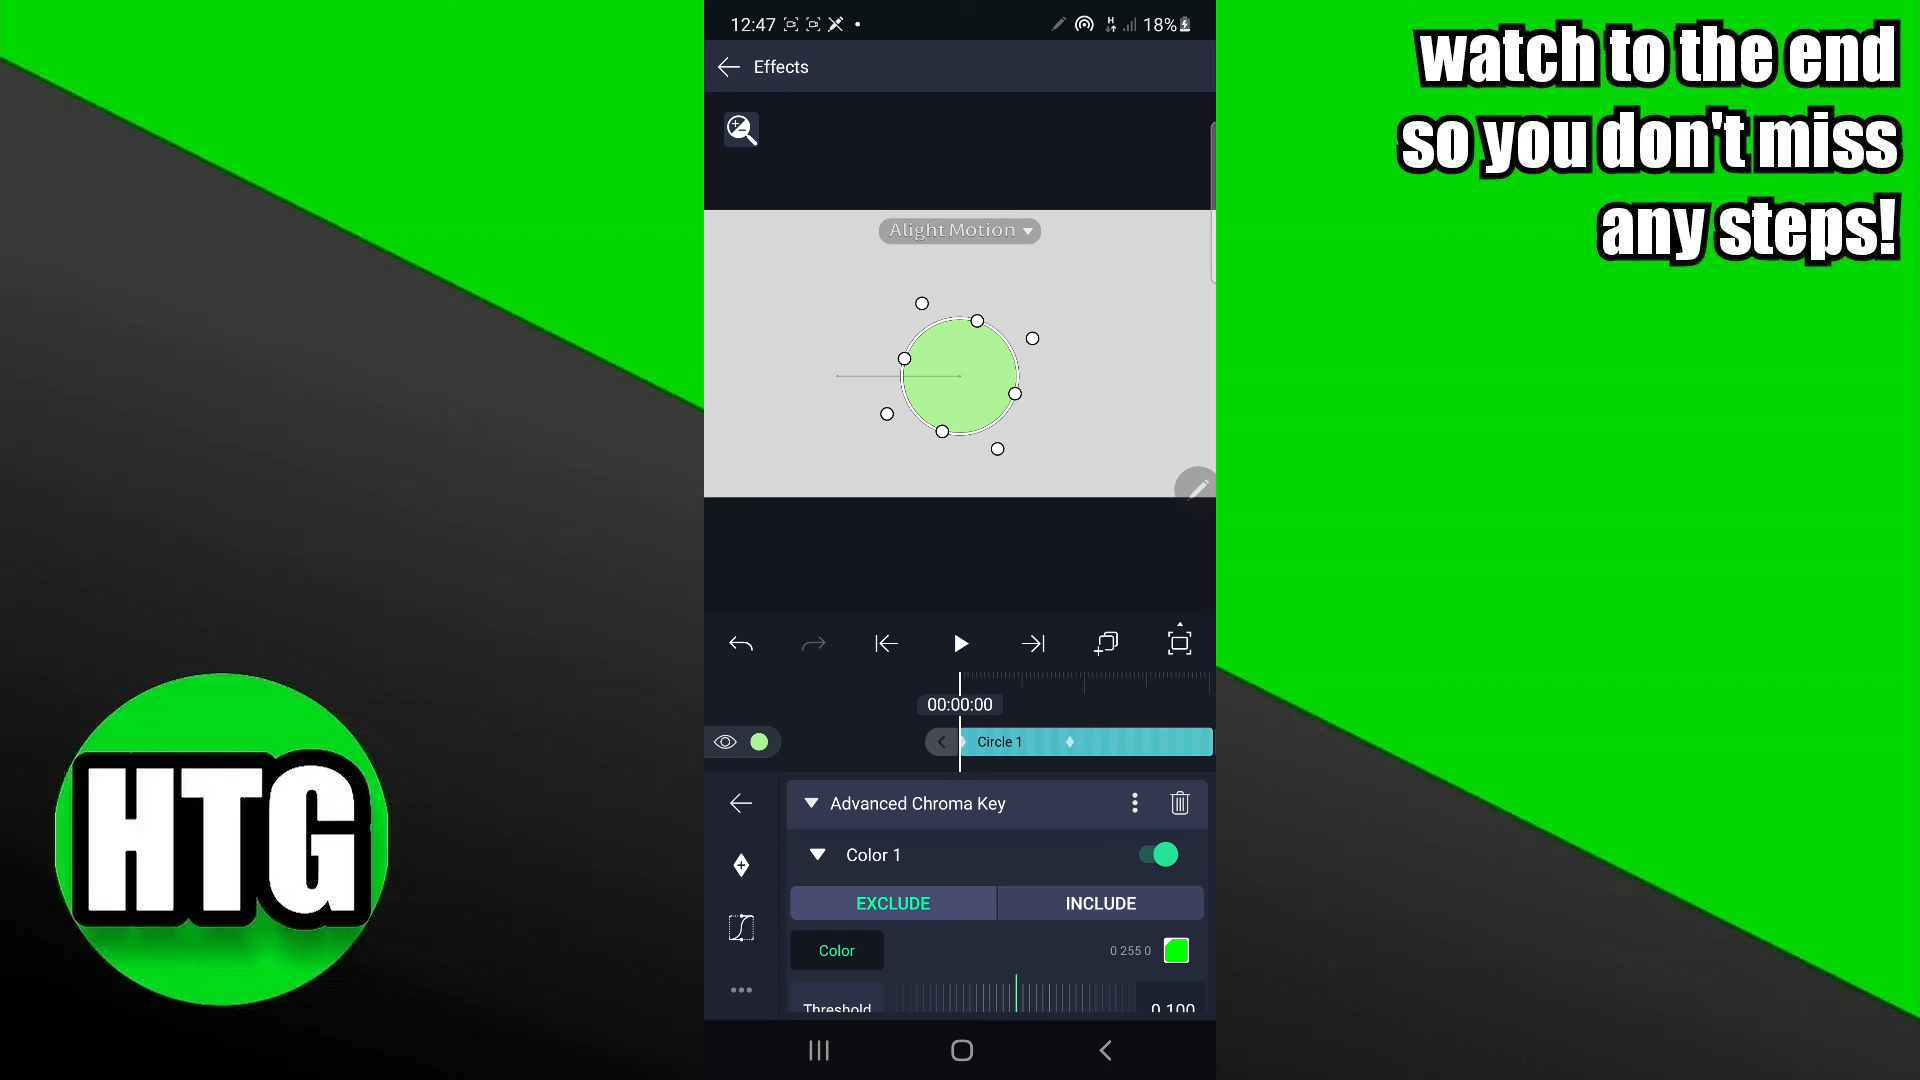 12:47
H
18%
Effects
watch to the end
so you don't miss
any steps!
Alight Motion
00:00:00
Circle 1
HTG
Advanced Chroma Key
Color 1
EXCLUDE INCLUDE
Color 0 255 0
Threshold 0.100